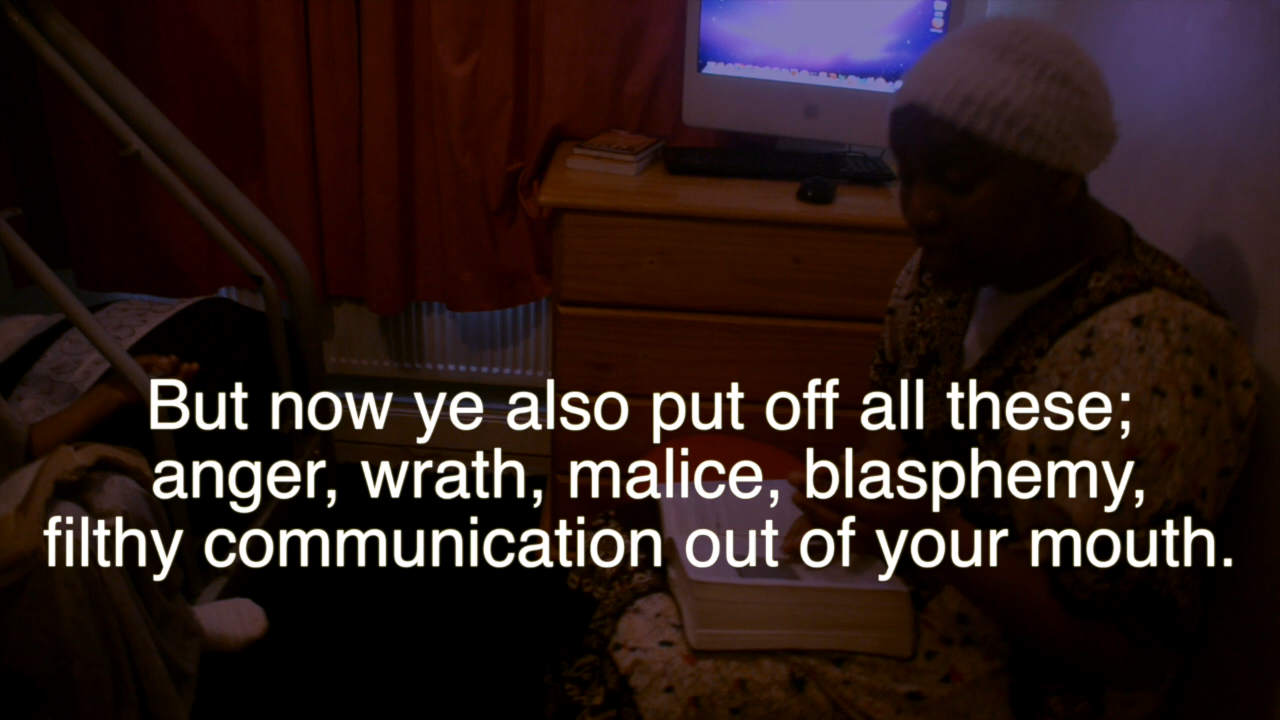 But now ye also put off all these;
anger, wrath, malice, blasphemy,
filthy communication out of your mouth.